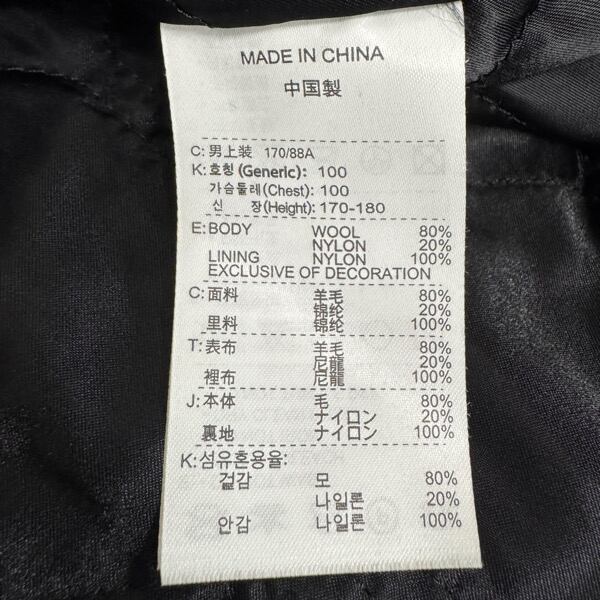 MADE IN CHINA
中国製
C:男上装 170/88A
K:호칭(Generic): 100
가슴둘레(Chest): 100
신 장(Height):170-180
E:BODY WOOL 80%
NYLON 20%
LINING NYLON 100%
EXCLUSIVE OF DECORATION
C:面料 羊毛 80%
锦纶 20%
里料 锦纶 100%
T:表布 羊毛 80%
尼龍 20%
裡布 尼龍 100%
J:本体 毛 80%
ナイロン 20%
裏地 ナイロン 100%
K:섬유혼용율:
겉감 모 80%
나일론 20%
안감 나일론 100%